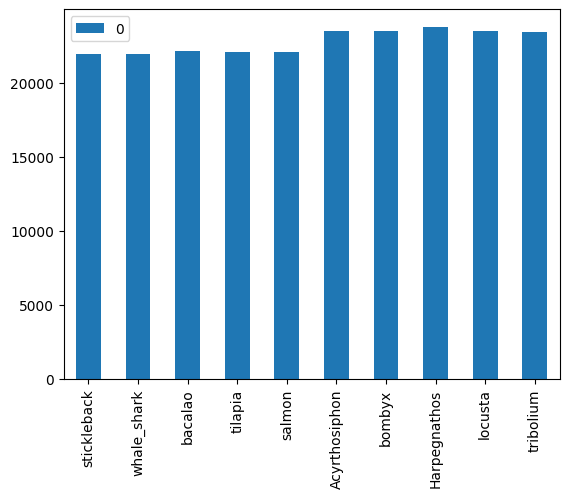 0
20000
15000
10000
5000
0
stickleback
whale_shark
bacalao
tilapia
salmon
Acyrthosiphon
bombyx
Harpegnathos
locusta
tribolium